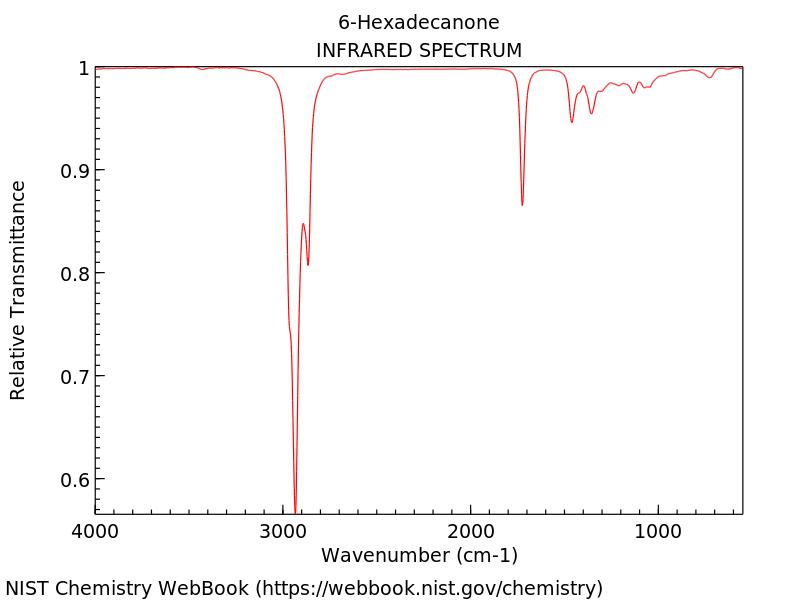 6-Hexadecanone
INFRARED SPECTRUM
1
0.9
0.8
0.7
0.6
Relative Transmittance
4000 3000 2000 1000
Wavenumber (cm-1)
NIST Chemistry WebBook (https://webbook.nist.gov/chemistry)